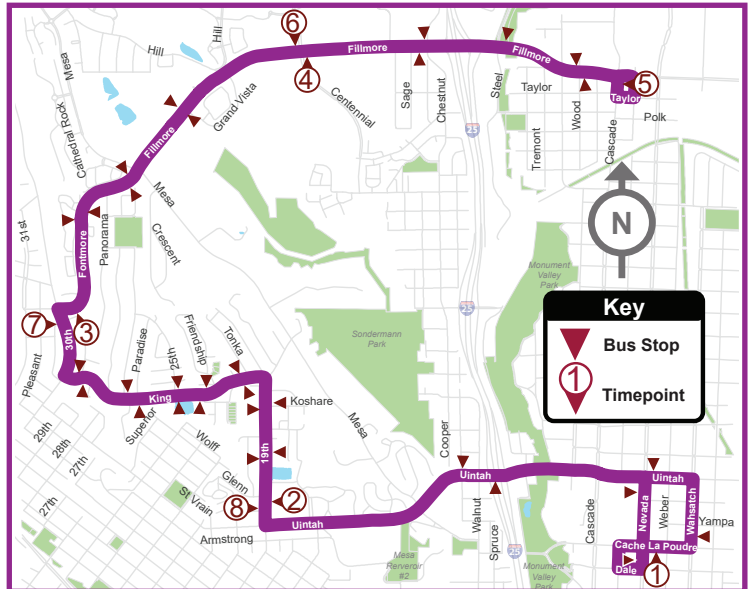 6
Hill
Hill
Mesa
Fillmore
Fillmore
4
Sage
Chestnut
Steel
Taylor
5
Taylor
Cathedral Rock
Grand Vista
Centennial
25
Wood
Polk
Fillmore
Tremont
Cascade
Mesa
N
31st
Panorama
Crescent
Fontmore
Monument
Valley
Park
Key
Bus Stop
1
Timepoint
25
7
30th
3
Paradise
25th
Friendship
Tonka
Sondermann
Park
Pleasant
King
Koshare
Superior
29th
28th
27th
27th
Wolff
Mesa
Cooper
19th
Glenn
St Vrain
8
2
Uintah
Uintah
Uintah
Armstrong
Walnut
Spruce
Cascade
Nevada
Weber
Wahsatch
Yampa
25
Mesa
Rerveroir
#2
Monument
Valley
Park
Cache La Poudre
Dale
1